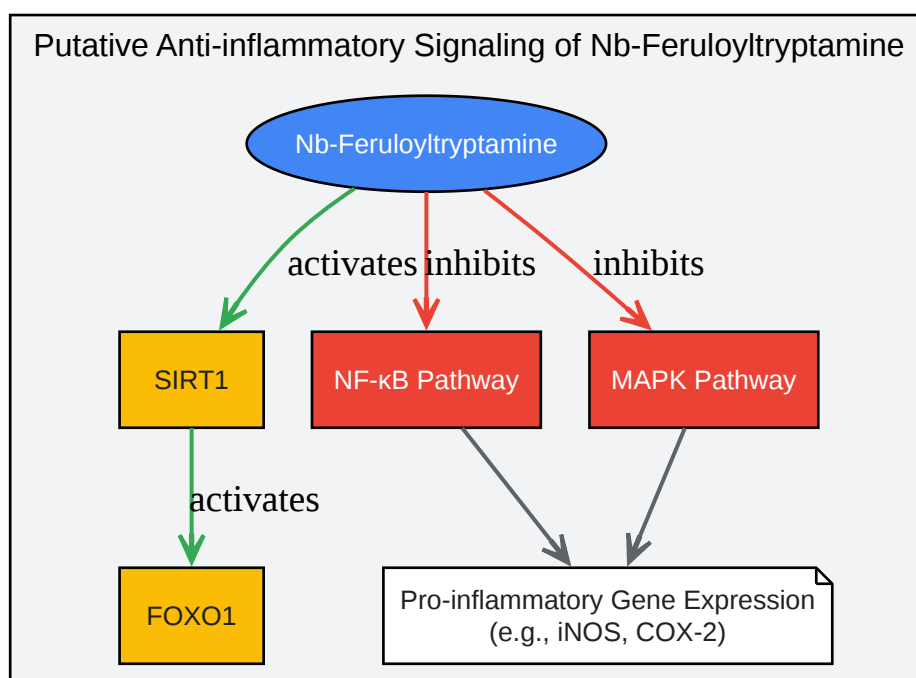 Putative Anti-inflammatory Signaling of Nb-Feruloyltryptamine
Nb-Feruloyltryptamine
activates
inhibits
inhibits
SIRT1
NF-κB Pathway
MAPK Pathway
activates
FOXO1
Pro-inflammatory Gene Expression
(e.g., iNOS, COX-2)